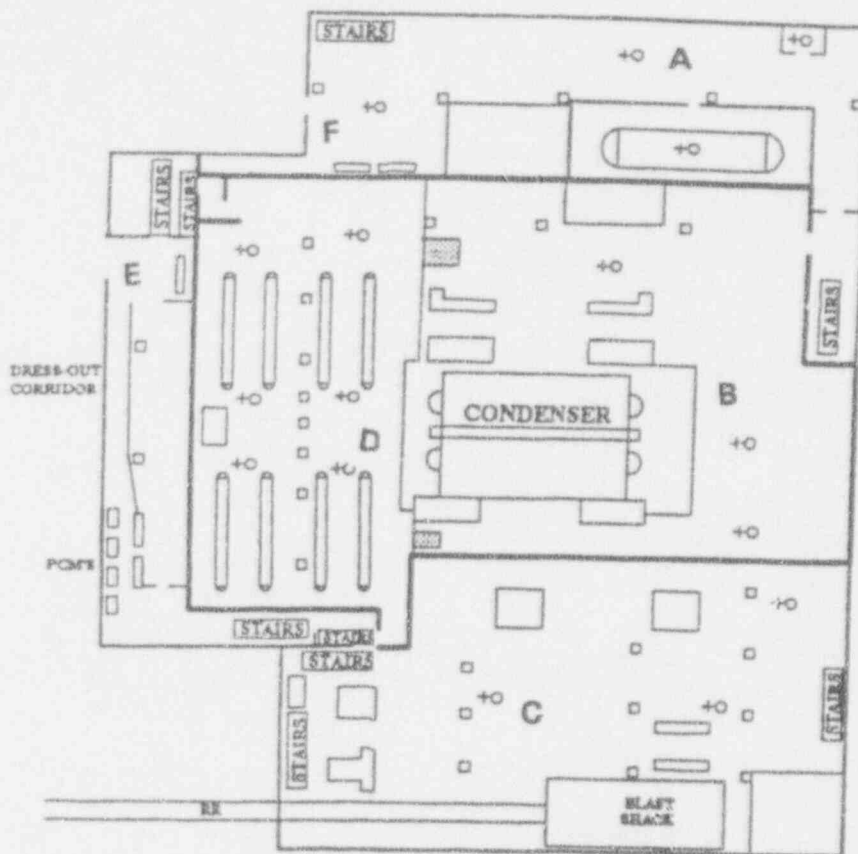 STAIRS
A
F
STAIRS
STAIRS
E
STAIRS
DRESS-OUT
CORRIDOR
B
CONDENSER
D
PCM'S
STAIRS
STAIRS
STAIRS
C
STAIRS
STAIRS
RR
BLAST
SHACK